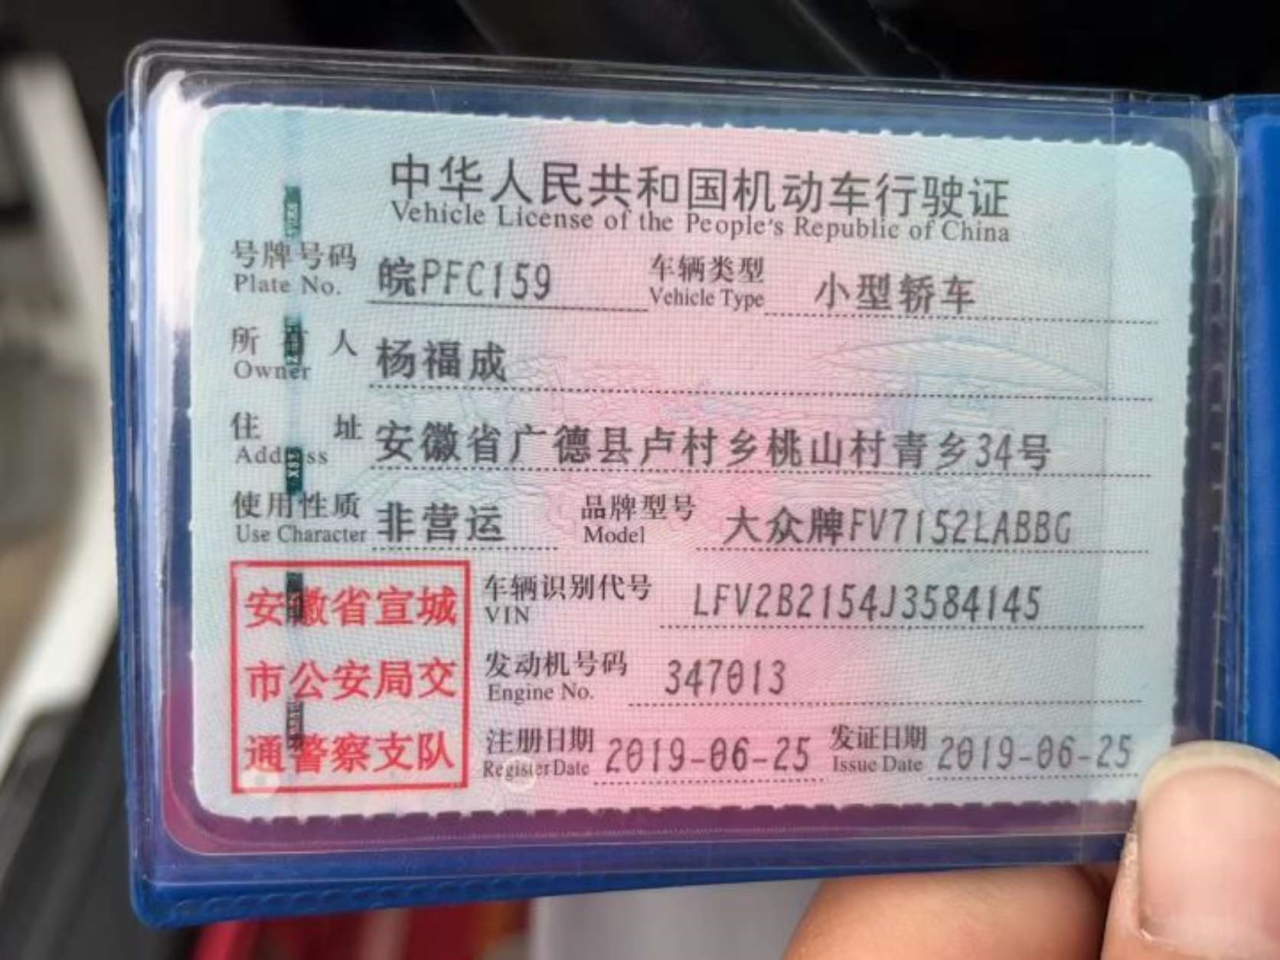 中华人民共和国机动车行驶证
Vehicle License of the People's Republic of China
号牌号码 皖PFC159 车辆类型 小型轿车
Plate No. Vehicle Type
所 人 杨福成
Owner
住 址 安徽省广德县卢村乡桃山村青乡34号
Address
使用性质 非营运 品牌型号 大众牌FV7152LABBG
Use Character Model
安徽省宣城
市公安局交
通警察支队
车辆识别代号 LFV2B2154J3584145
VIN
发动机号码 347013
Engine No.
注册日期 2019-06-25 发证日期 2019-06-25
Register Date Issue Date